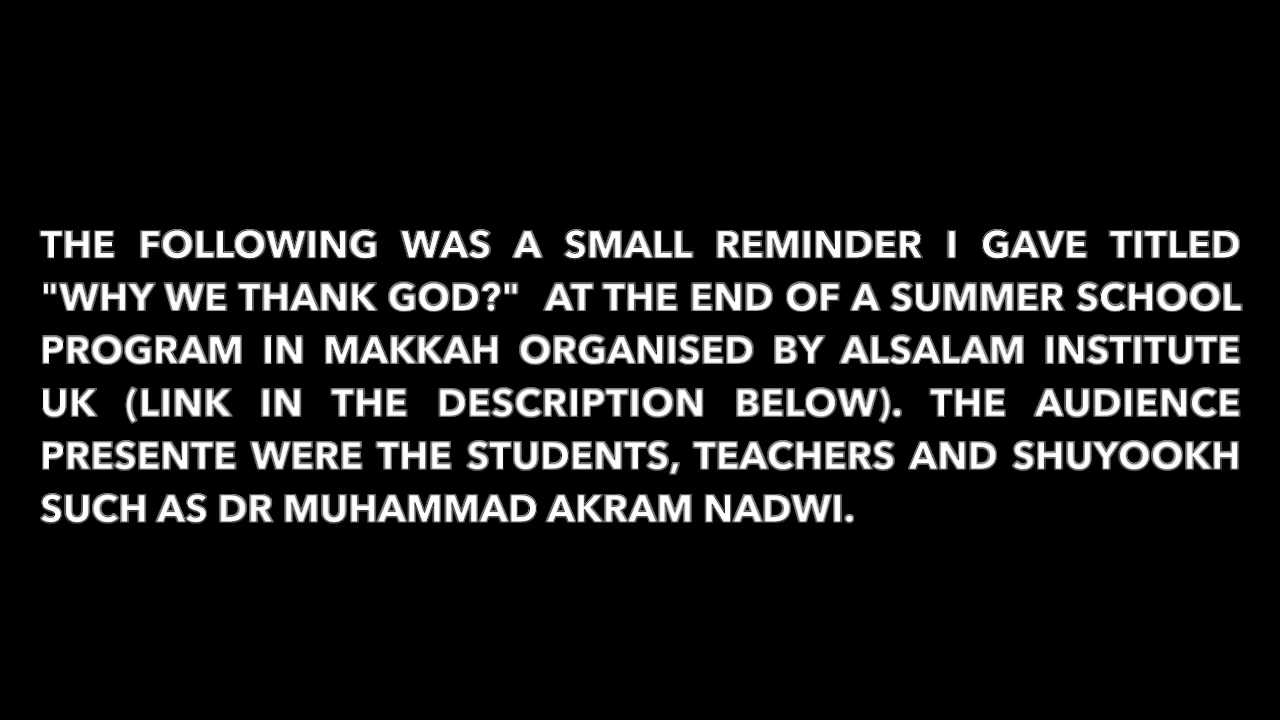 THE FOLLOWING WAS A SMALL REMINDER I GAVE TITLED
"WHY WE THANK GOD?" AT THE END OF A SUMMER SCHOOL
PROGRAM IN MAKKAH ORGANISED BY ALSALAM INSTITUTE
UK (LINK IN THE DESCRIPTION BELOW). THE AUDIENCE
PRESENTE WERE THE STUDENTS, TEACHERS AND SHUYOOKH
SUCH AS DR MUHAMMAD AKRAM NADWI.